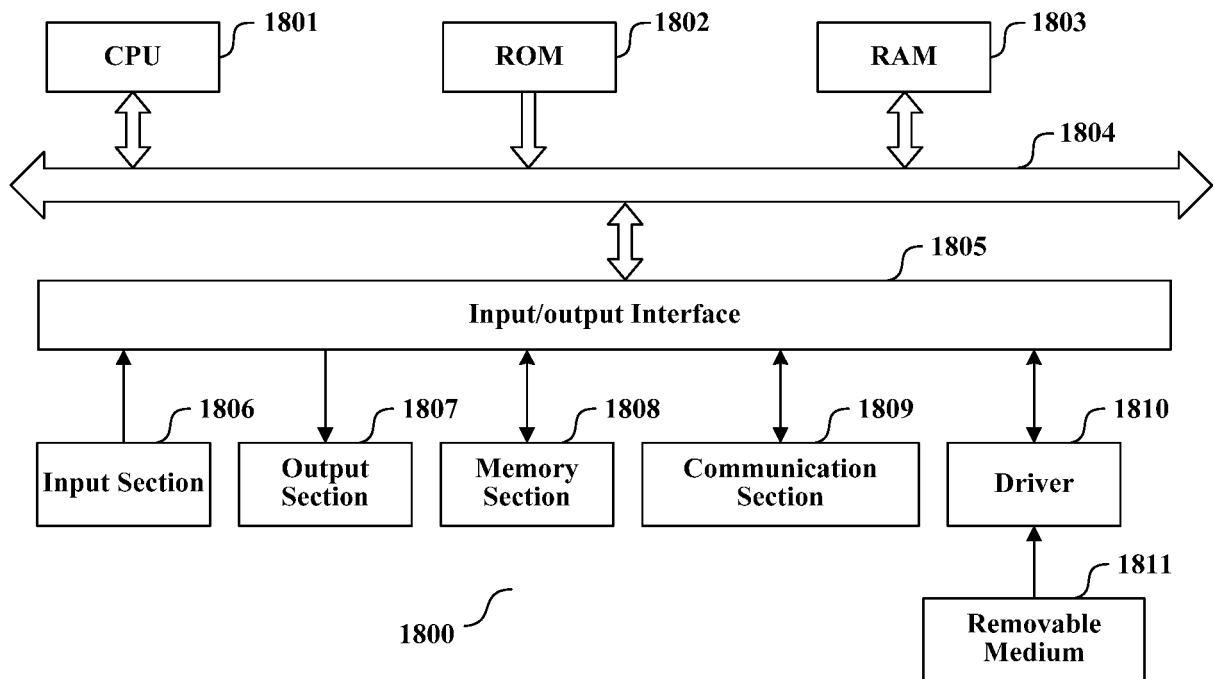 1801
1802
1803
CPU
ROM
RAM
1804
1805
Input/output Interface
1806
1807
1808
1809
1810
Input Section
Output
Section
Memory
Section
Communication
Section
Driver
1811
1800
Removable
Medium